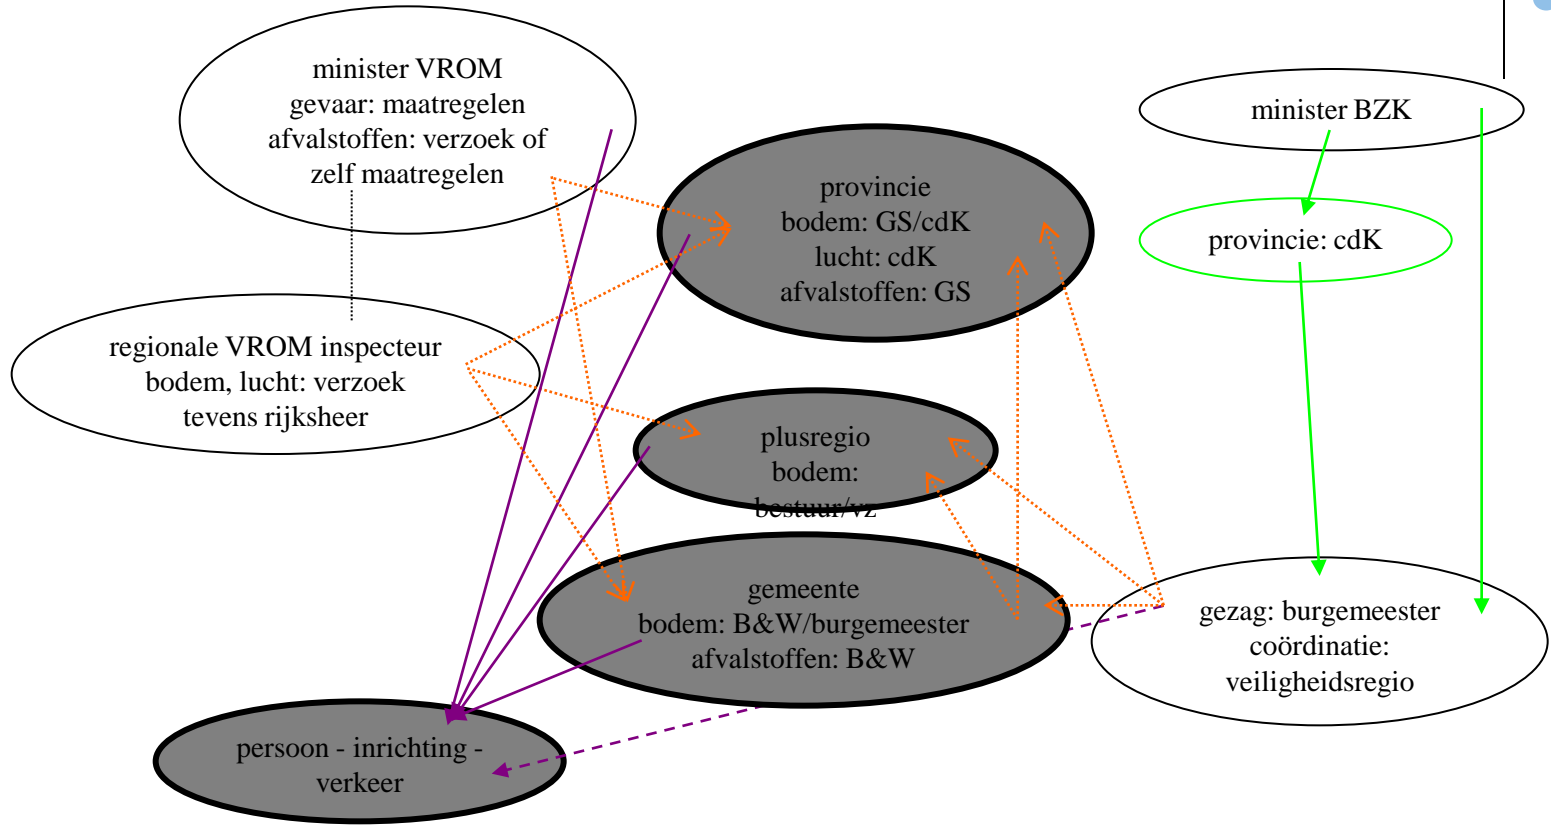 minister VROM
gevaar: maatregelen
afvalstoffen: verzoek of
zelf maatregelen
regionale VROM inspecteur
bodem, lucht: verzoek
tevens rijksheer
provincie
bodem: GS/cdK
lucht: cdK
afvalstoffen: GS
plusregio
bodem:
bestuur/vz
gemeente
bodem: B&W/burgemeester
afvalstoffen: B&W
persoon - inrichting -
verkeer
minister BZK
provincie: cdK
gezag: burgemeester
coördinatie:
veiligheidsregio